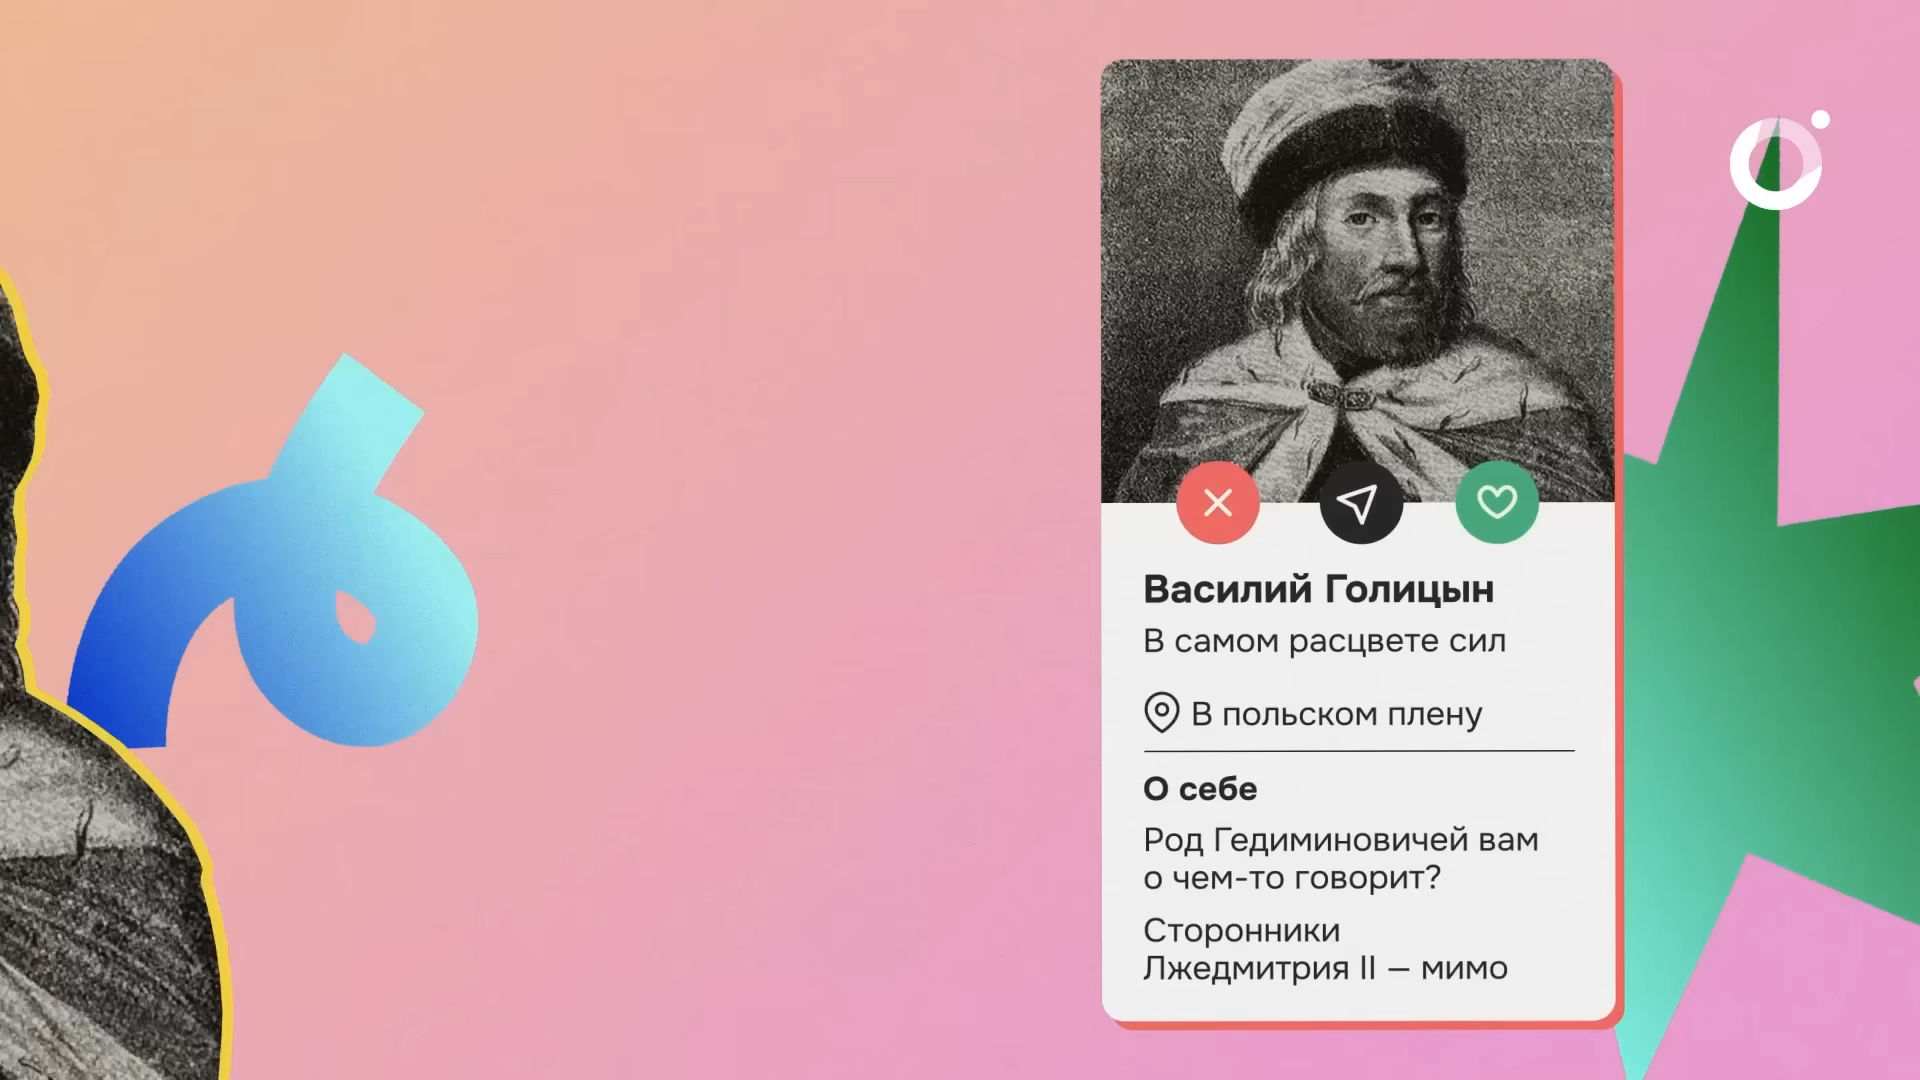 Василий Голицын
В самом расцвете сил
В польском плену
О себе
Род Гедиминовичей вам
о чем-то говорит?
Сторонники
Лжедмитрия II — мимо